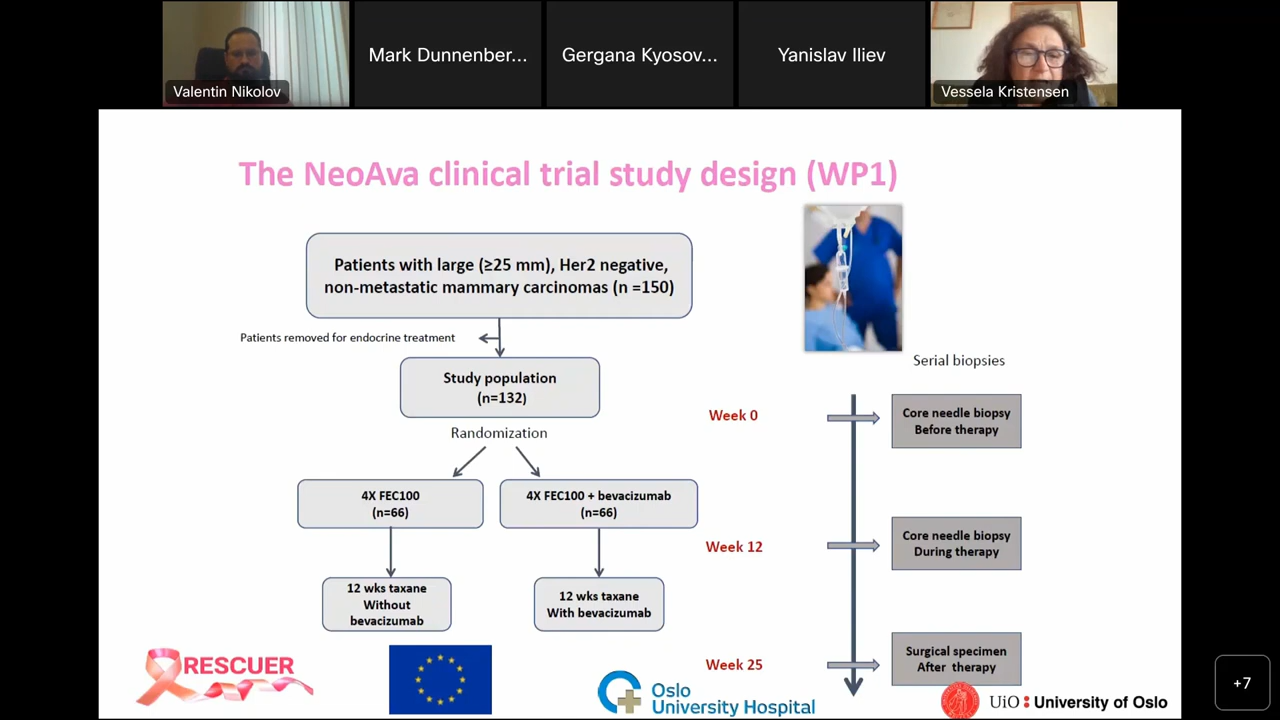 Mark Dunnenber...
Gergana Kyosov...
Yanislav Iliev
Valentin Nikolov
Vessela Kristensen
The NeoAva clinical trial study design (WP1)
Patients with large (≥25 mm), Her2 negative,
non-metastatic mammary carcinomas (n =150)
Patients removed for endocrine treatment
Study population
(n=132)
Randomization
4X FEC100
(n=66)
4X FEC100 + bevacizumab
(n=66)
12 wks taxane
Without
bevacizumab
12 wks taxane
With bevacizumab
Serial biopsies
Week 0
Core needle biopsy
Before therapy
Week 12
Core needle biopsy
During therapy
Week 25
Surgical specimen
After therapy
RESCUER
Oslo
University Hospital
UiO : University of Oslo
+7